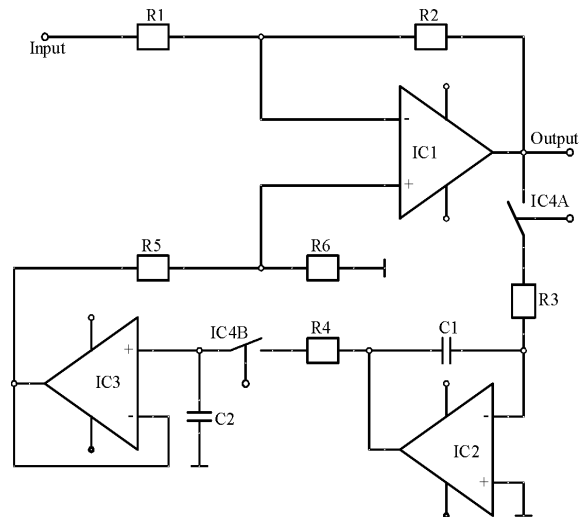 R1
R2
Input
-
IC1
Output
+
IC4A
R5
R6
R3
IC4B
R4
C1
+
IC3
-
C2
-
IC2
+